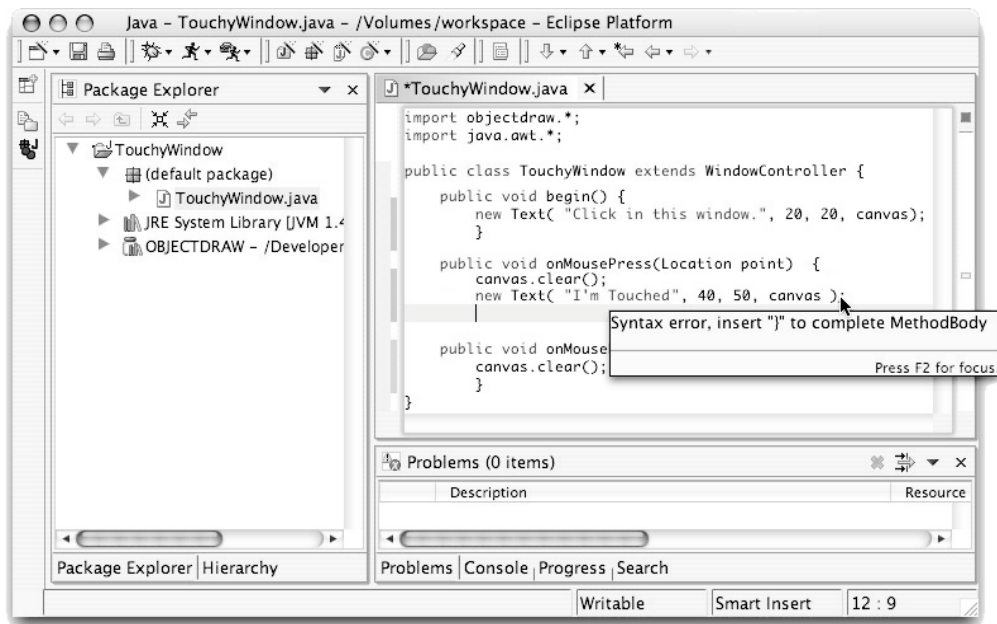 Java – TouchyWindow.java – /Volumes/workspace – Eclipse Platform
Package Explorer
TouchyWindow
(default package)
TouchyWindow.java
JRE System Library [JVM 1.4
OBJECTDRAW – /Developer
Package Explorer Hierarchy
*TouchyWindow.java
import objectdraw.*;
import java.awt.*;
public class TouchyWindow extends WindowController {
public void begin() {
new Text( "Click in this window.", 20, 20, canvas);
}
public void onMousePress(Location point) {
canvas.clear();
new Text( "I'm Touched", 40, 50, canvas );
Syntax error, insert "}" to complete MethodBody
Press F2 for focus.
public void onMouse
canvas.clear();
}
}
Problems (0 items)
Description Resource
Problems Console Progress Search
Writable Smart Insert 12 : 9